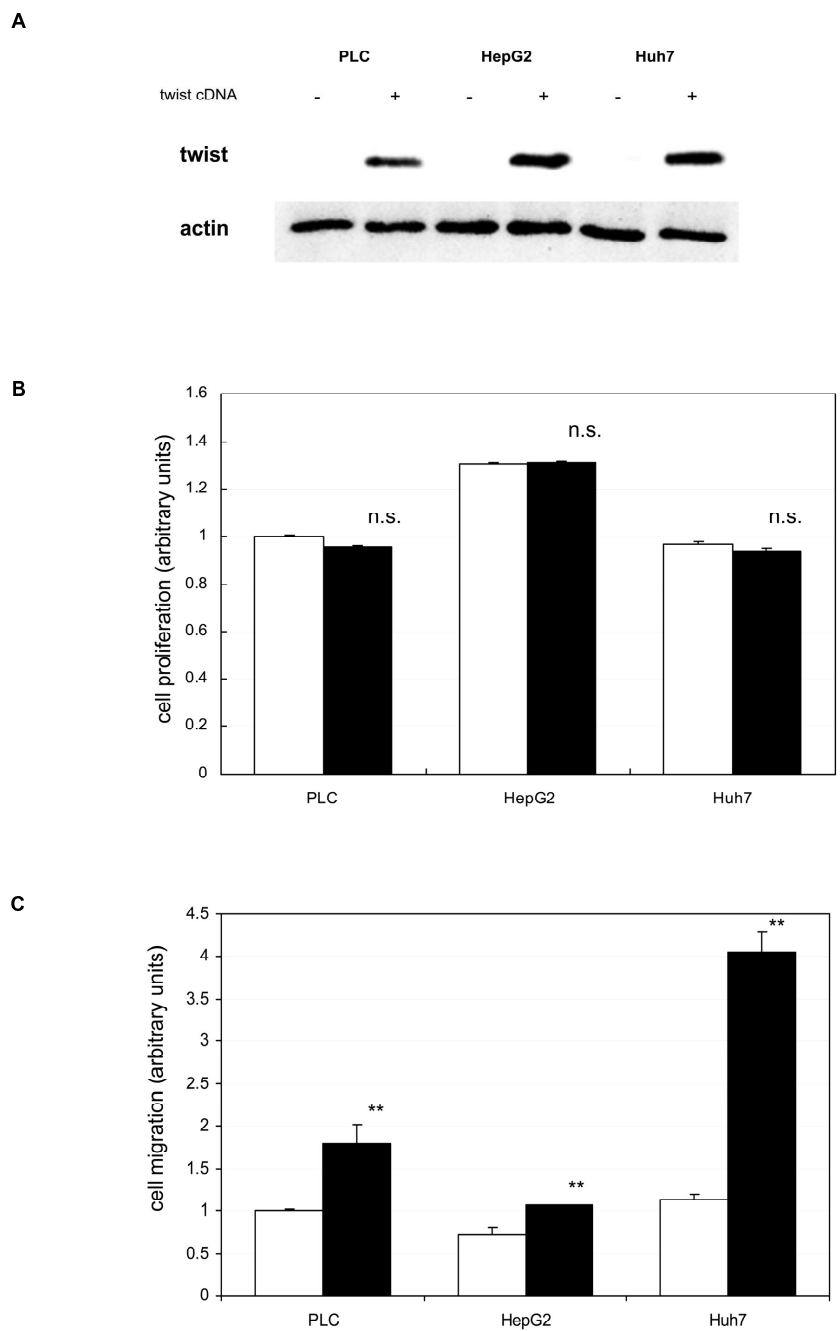 A
PLC HepG2 Huh7
twist cDNA - + - + - +
twist
actin
B
cell proliferation (arbitrary units)
1.6
1.4
1.2
1
0.8
0.6
0.4
0.2
0
n.s.
n.s.
n.s.
PLC HepG2 Huh7
C
cell migration (arbitrary units)
4.5
4
3.5
3
2.5
2
1.5
1
0.5
0
**
**
**
PLC HepG2 Huh7